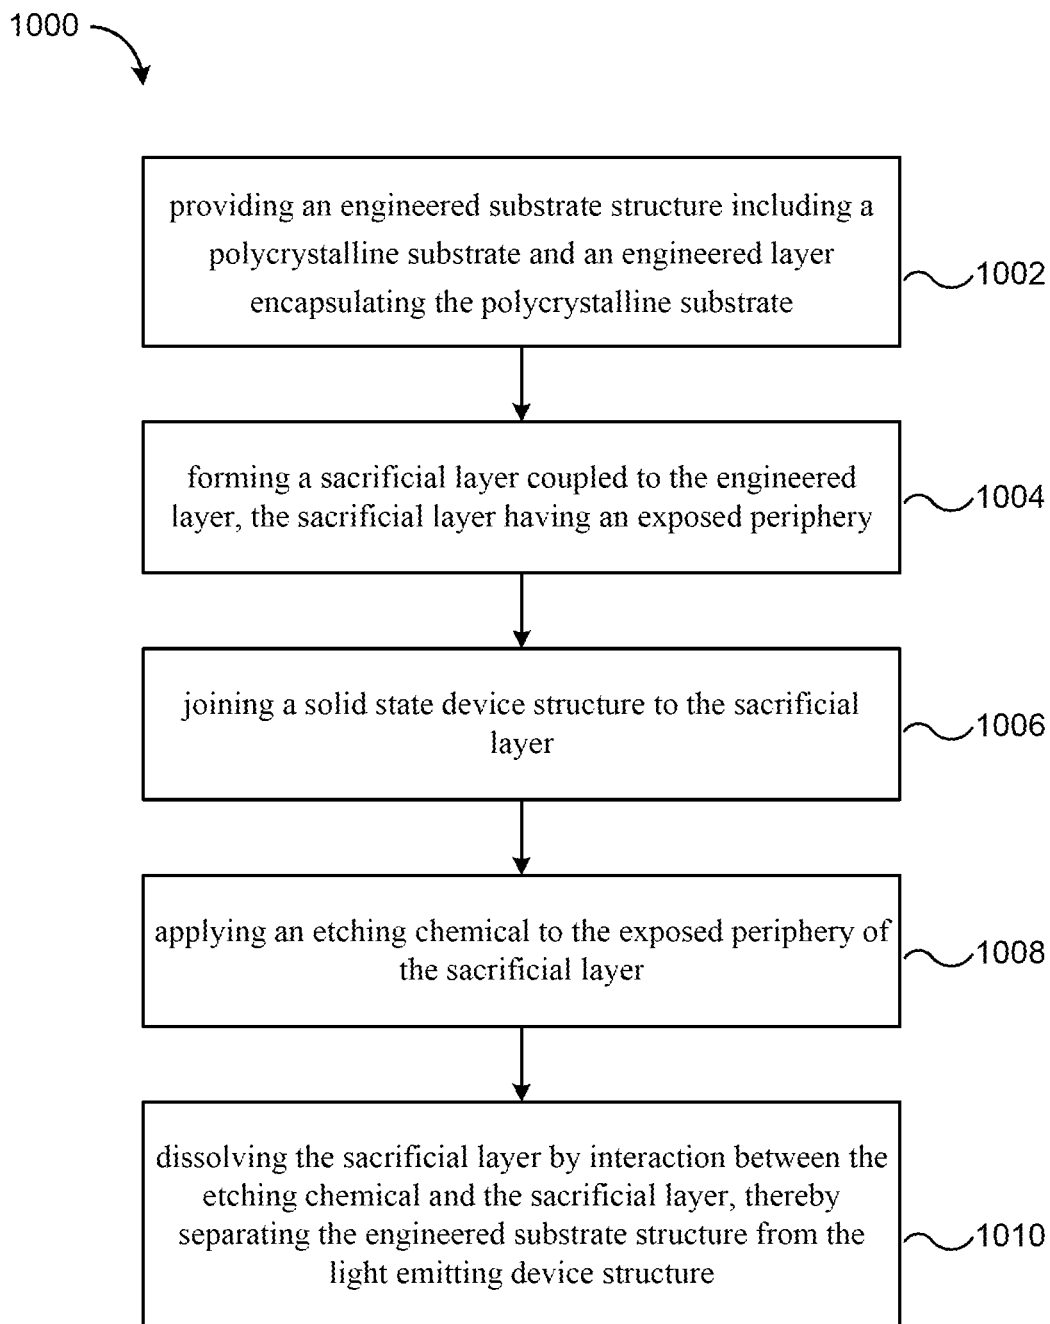 1000
providing an engineered substrate structure including a
polycrystalline substrate and an engineered layer
encapsulating the polycrystalline substrate
1002
forming a sacrificial layer coupled to the engineered
layer, the sacrificial layer having an exposed periphery
1004
joining a solid state device structure to the sacrificial
layer
1006
applying an etching chemical to the exposed periphery of
the sacrificial layer
1008
dissolving the sacrificial layer by interaction between the
etching chemical and the sacrificial layer, thereby
separating the engineered substrate structure from the
light emitting device structure
1010